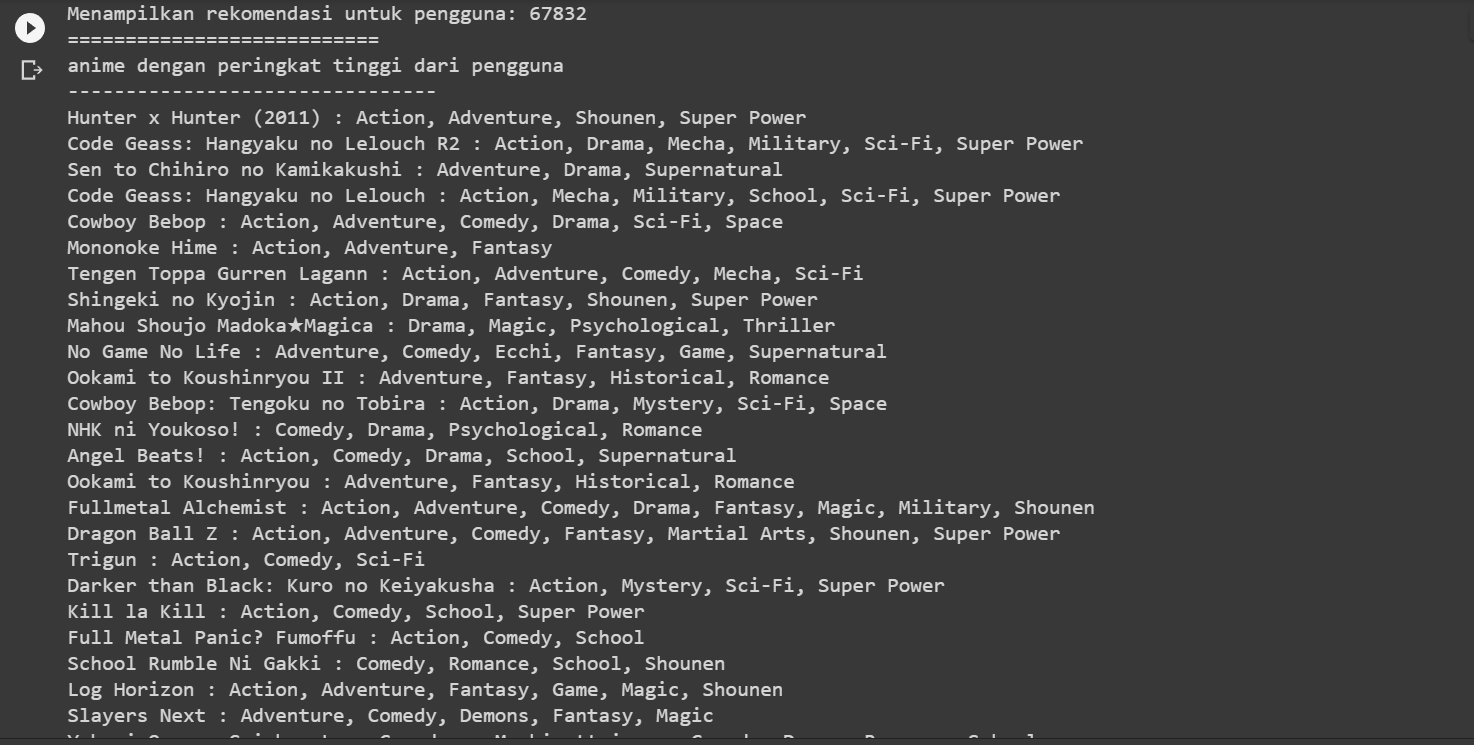 Menampilkan rekomendasi untuk pengguna: 67832
===========================
anime dengan peringkat tinggi dari pengguna
--------------------------------
Hunter x Hunter (2011) : Action, Adventure, Shounen, Super Power
Code Geass: Hangyaku no Lelouch R2 : Action, Drama, Mecha, Military, Sci-Fi, Super Power
Sen to Chihiro no Kamikakushi : Adventure, Drama, Supernatural
Code Geass: Hangyaku no Lelouch : Action, Mecha, Military, School, Sci-Fi, Super Power
Cowboy Bebop : Action, Adventure, Comedy, Drama, Sci-Fi, Space
Mononoke Hime : Action, Adventure, Fantasy
Tengen Toppa Gurren Lagann : Action, Adventure, Comedy, Mecha, Sci-Fi
Shingeki no Kyojin : Action, Drama, Fantasy, Shounen, Super Power
Mahou Shoujo Madoka★Magica : Drama, Magic, Psychological, Thriller
No Game No Life : Adventure, Comedy, Ecchi, Fantasy, Game, Supernatural
Ookami to Koushinryou II : Adventure, Fantasy, Historical, Romance
Cowboy Bebop: Tengoku no Tobira : Action, Drama, Mystery, Sci-Fi, Space
NHK ni Youkoso! : Comedy, Drama, Psychological, Romance
Angel Beats! : Action, Comedy, Drama, School, Supernatural
Ookami to Koushinryou : Adventure, Fantasy, Historical, Romance
Fullmetal Alchemist : Action, Adventure, Comedy, Drama, Fantasy, Magic, Military, Shounen
Dragon Ball Z : Action, Adventure, Comedy, Fantasy, Martial Arts, Shounen, Super Power
Trigun : Action, Comedy, Sci-Fi
Darker than Black: Kuro no Keiyakusha : Action, Mystery, Sci-Fi, Super Power
Kill la Kill : Action, Comedy, School, Super Power
Full Metal Panic? Fumoffu : Action, Comedy, School
School Rumble Ni Gakki : Comedy, Romance, School, Shounen
Log Horizon : Action, Adventure, Fantasy, Game, Magic, Shounen
Slayers Next : Adventure, Comedy, Demons, Fantasy, Magic